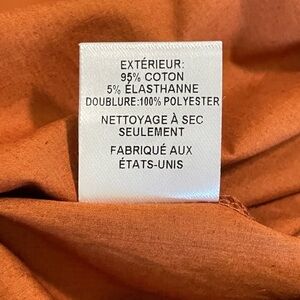 EXTÉRIEUR:
95% COTON
5% ÉLASTHANNE
DOUBLURE:100% POLYESTER
NETTOYAGE À SEC
SEULEMENT
FABRIQUÉ AUX
ÉTATS-UNIS